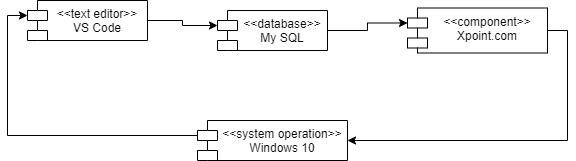 <<text editor>>
VS Code
<<database>>
My SQL
<<component>>
Xpoint.com
<<system operation>>
Windows 10